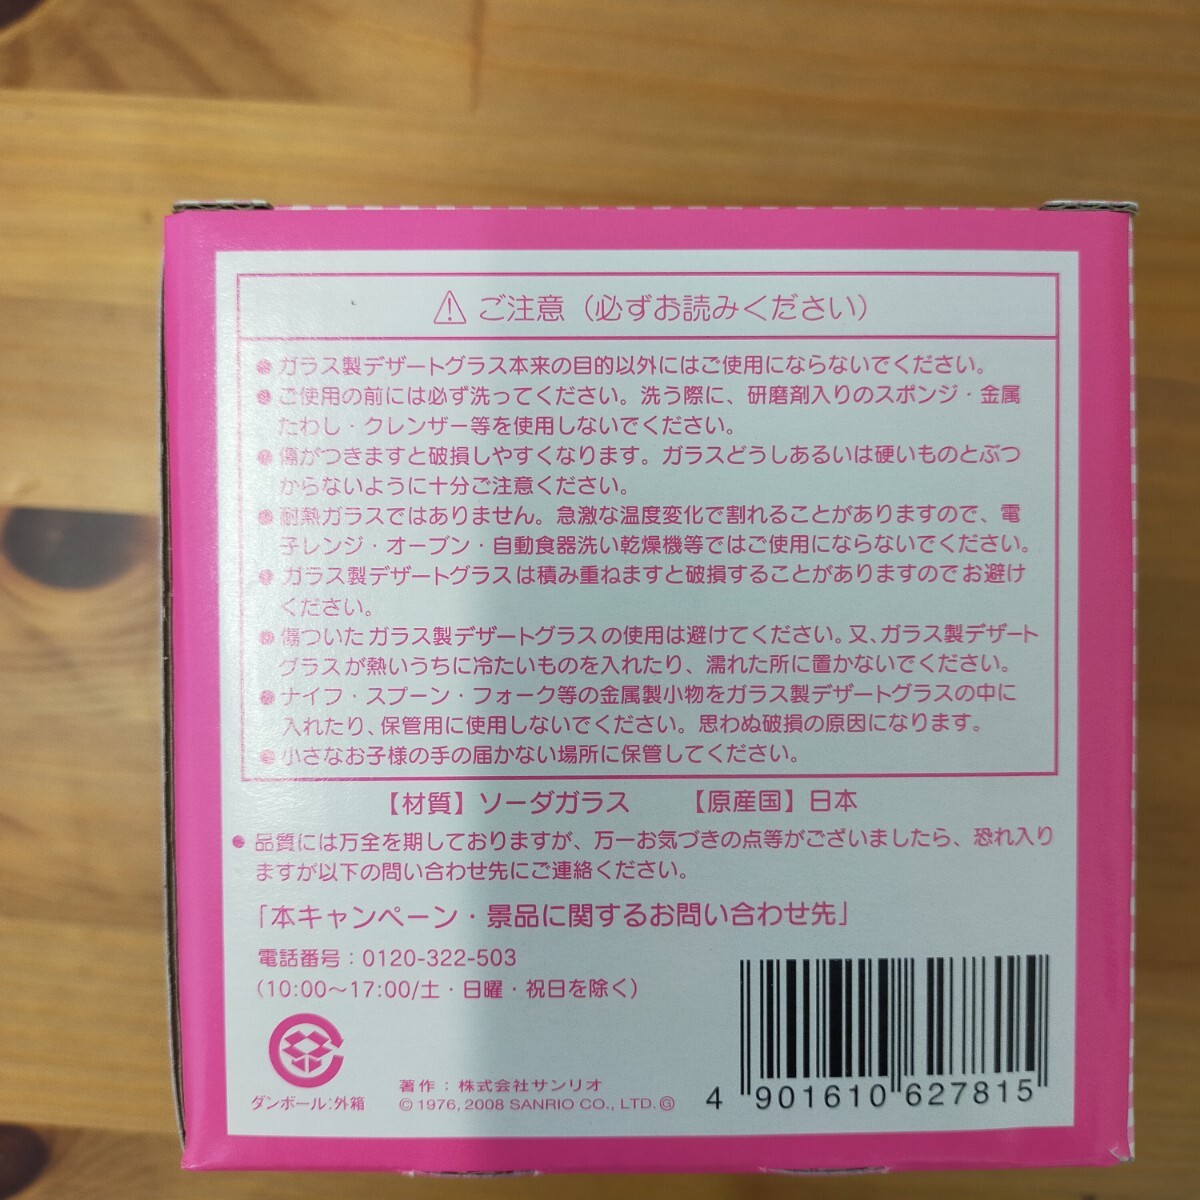 ⚠ ご注意（必ずお読みください）
● ガラス製デザートグラス本来の目的以外にはご使用にならないでください。
● ご使用の前には必ず洗ってください。洗う際に、研磨剤入りのスポンジ・金属
たわし・クレンザー等を使用しないでください。
● 傷がつきますと破損しやすくなります。ガラスどうしあるいは硬いものとぶつ
からないように十分ご注意ください。
● 耐熱ガラスではありません。急激な温度変化で割れることがありますので、電
子レンジ・オーブン・自動食器洗い乾燥機等ではご使用にならないでください。
● ガラス製デザートグラスは積み重ねますと破損することがありますのでお避け
ください。
● 傷ついたガラス製デザートグラスの使用は避けてください。又、ガラス製デザート
グラスが熱いうちに冷たいものを入れたり、濡れた所に置かないでください。
● ナイフ・スプーン・フォーク等の金属製小物をガラス製デザートグラスの中に
入れたり、保管用に使用しないでください。思わぬ破損の原因になります。
● 小さなお子様の手の届かない場所に保管してください。
【材質】ソーダガラス 【原産国】日本
● 品質には万全を期しておりますが、万一お気づきの点等がございましたら、恐れ入り
ますが以下の問い合わせ先にご連絡ください。
「本キャンペーン・景品に関するお問い合わせ先」
電話番号：0120-322-503
（10:00〜17:00/土・日曜・祝日を除く）
ダンボール:外箱
著作：株式会社サンリオ
© 1976, 2008 SANRIO CO., LTD. Ⓖ
4 901610 627815